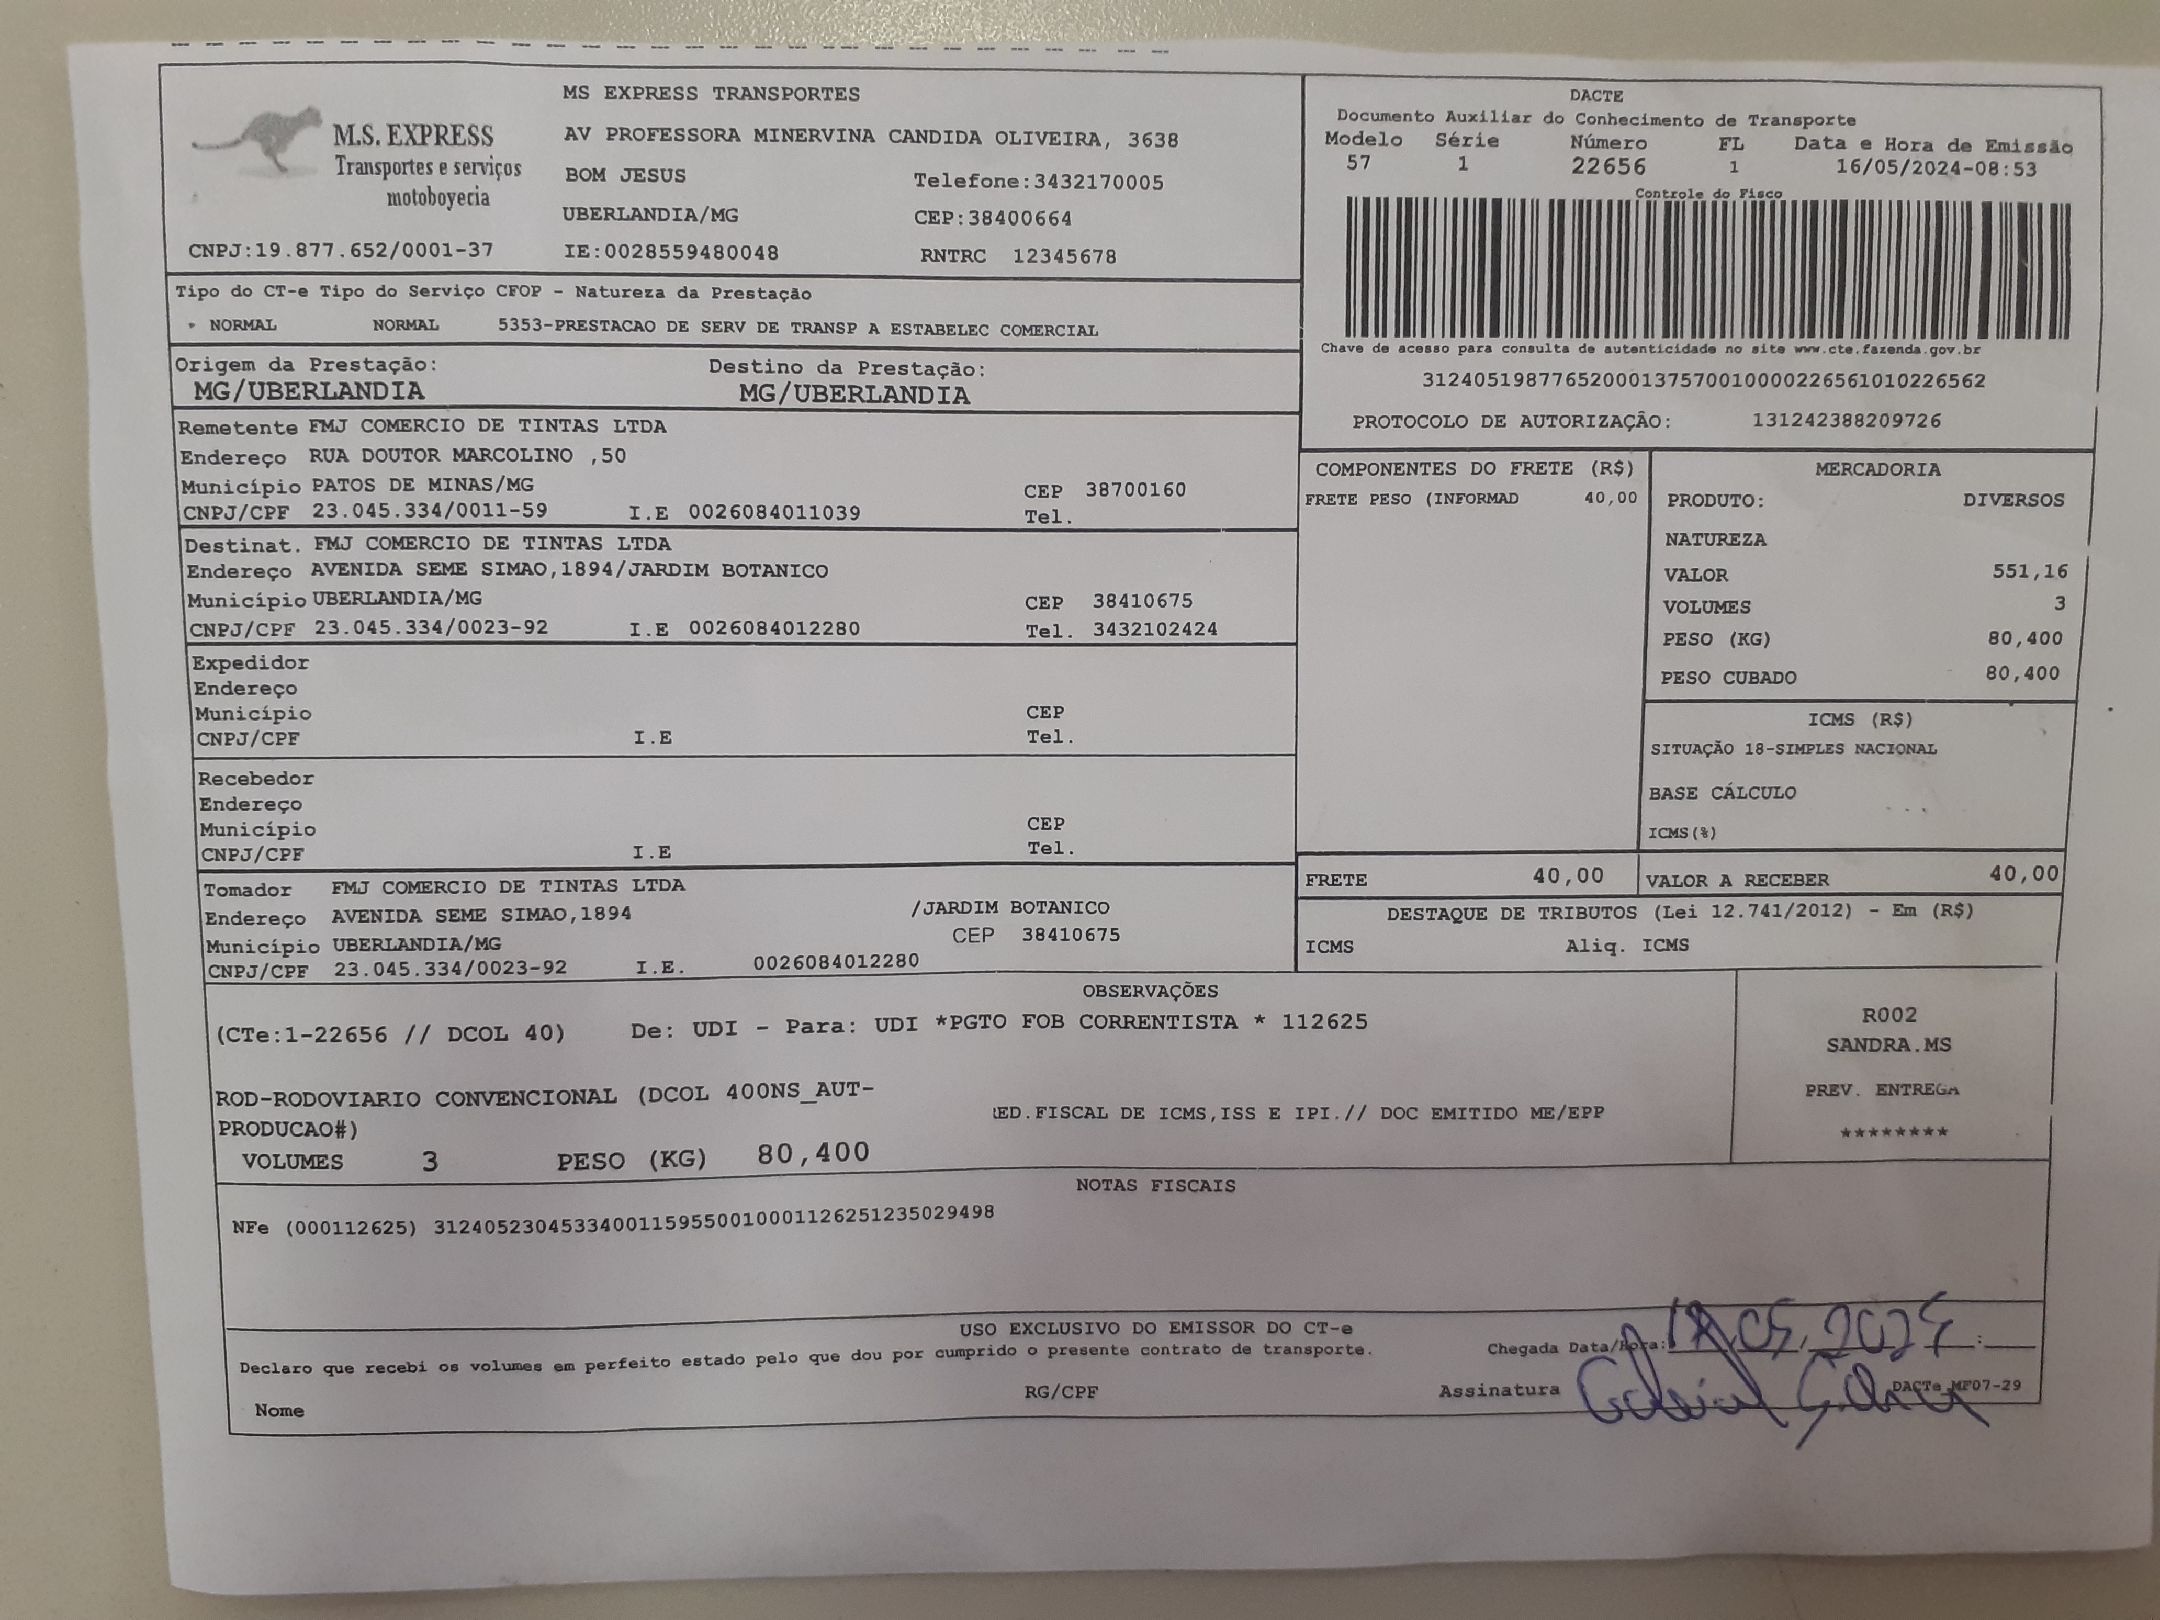 M.S. EXPRESS
Transportes e serviços
motoboyecia
CNPJ:19.877.652/0001-37
MS EXPRESS TRANSPORTES
AV PROFESSORA MINERVINA CANDIDA OLIVEIRA, 3638
BOM JESUS Telefone:3432170005
UBERLANDIA/MG CEP:38400664
IE:0028559480048 RNTRC 12345678
DACTE
Documento Auxiliar do Conhecimento de Transporte
Modelo Série Número FL Data e Hora de Emissão
57 1 22656 1 16/05/2024-08:53
Controle do Fisco
Chave de acesso para consulta de autenticidade no site www.cte.fazenda.gov.br
31240519877652000137570010000226561010226562
PROTOCOLO DE AUTORIZAÇÃO: 131242388209726
Tipo do CT-e Tipo do Serviço CFOP - Natureza da Prestação
NORMAL NORMAL 5353-PRESTACAO DE SERV DE TRANSP A ESTABELEC COMERCIAL
Origem da Prestação: Destino da Prestação:
MG/UBERLANDIA MG/UBERLANDIA
Remetente FMJ COMERCIO DE TINTAS LTDA
Endereço RUA DOUTOR MARCOLINO ,50
Município PATOS DE MINAS/MG CEP 38700160
CNPJ/CPF 23.045.334/0011-59 I.E 0026084011039 Tel.
Destinat. FMJ COMERCIO DE TINTAS LTDA
Endereço AVENIDA SEME SIMAO,1894/JARDIM BOTANICO
Município UBERLANDIA/MG CEP 38410675
CNPJ/CPF 23.045.334/0023-92 I.E 0026084012280 Tel. 3432102424
Expedidor
Endereço
Município CEP
CNPJ/CPF I.E Tel.
Recebedor
Endereço
Município CEP
CNPJ/CPF I.E Tel.
Tomador FMJ COMERCIO DE TINTAS LTDA
Endereço AVENIDA SEME SIMAO,1894 /JARDIM BOTANICO
Município UBERLANDIA/MG CEP 38410675
CNPJ/CPF 23.045.334/0023-92 I.E. 0026084012280
COMPONENTES DO FRETE (R$)
FRETE PESO (INFORMAD 40,00
MERCADORIA
PRODUTO: DIVERSOS
NATUREZA
VALOR 551,16
VOLUMES 3
PESO (KG) 80,400
PESO CUBADO 80,400
ICMS (R$)
SITUAÇÃO 18-SIMPLES NACIONAL
BASE CÁLCULO
ICMS(%)
FRETE 40,00 VALOR A RECEBER 40,00
DESTAQUE DE TRIBUTOS (Lei 12.741/2012) - Em (R$)
ICMS Aliq. ICMS
OBSERVAÇÕES
(CTe:1-22656 // DCOL 40) De: UDI - Para: UDI *PGTO FOB CORRENTISTA * 112625
ROD-RODOVIARIO CONVENCIONAL (DCOL 400NS_AUT-
PRODUCAO#)
ED.FISCAL DE ICMS,ISS E IPI.// DOC EMITIDO ME/EPP
VOLUMES 3 PESO (KG) 80,400
R002
SANDRA.MS
PREV. ENTREGA
********
NOTAS FISCAIS
NFe (000112625) 31240523045334001159550010001126251235029498
USO EXCLUSIVO DO EMISSOR DO CT-e
Declaro que recebi os volumes em perfeito estado pelo que dou por cumprido o presente contrato de transporte.
Chegada Data/Hora: 05 2024 :
Nome RG/CPF Assinatura Gabriel
DACTe MF07-29